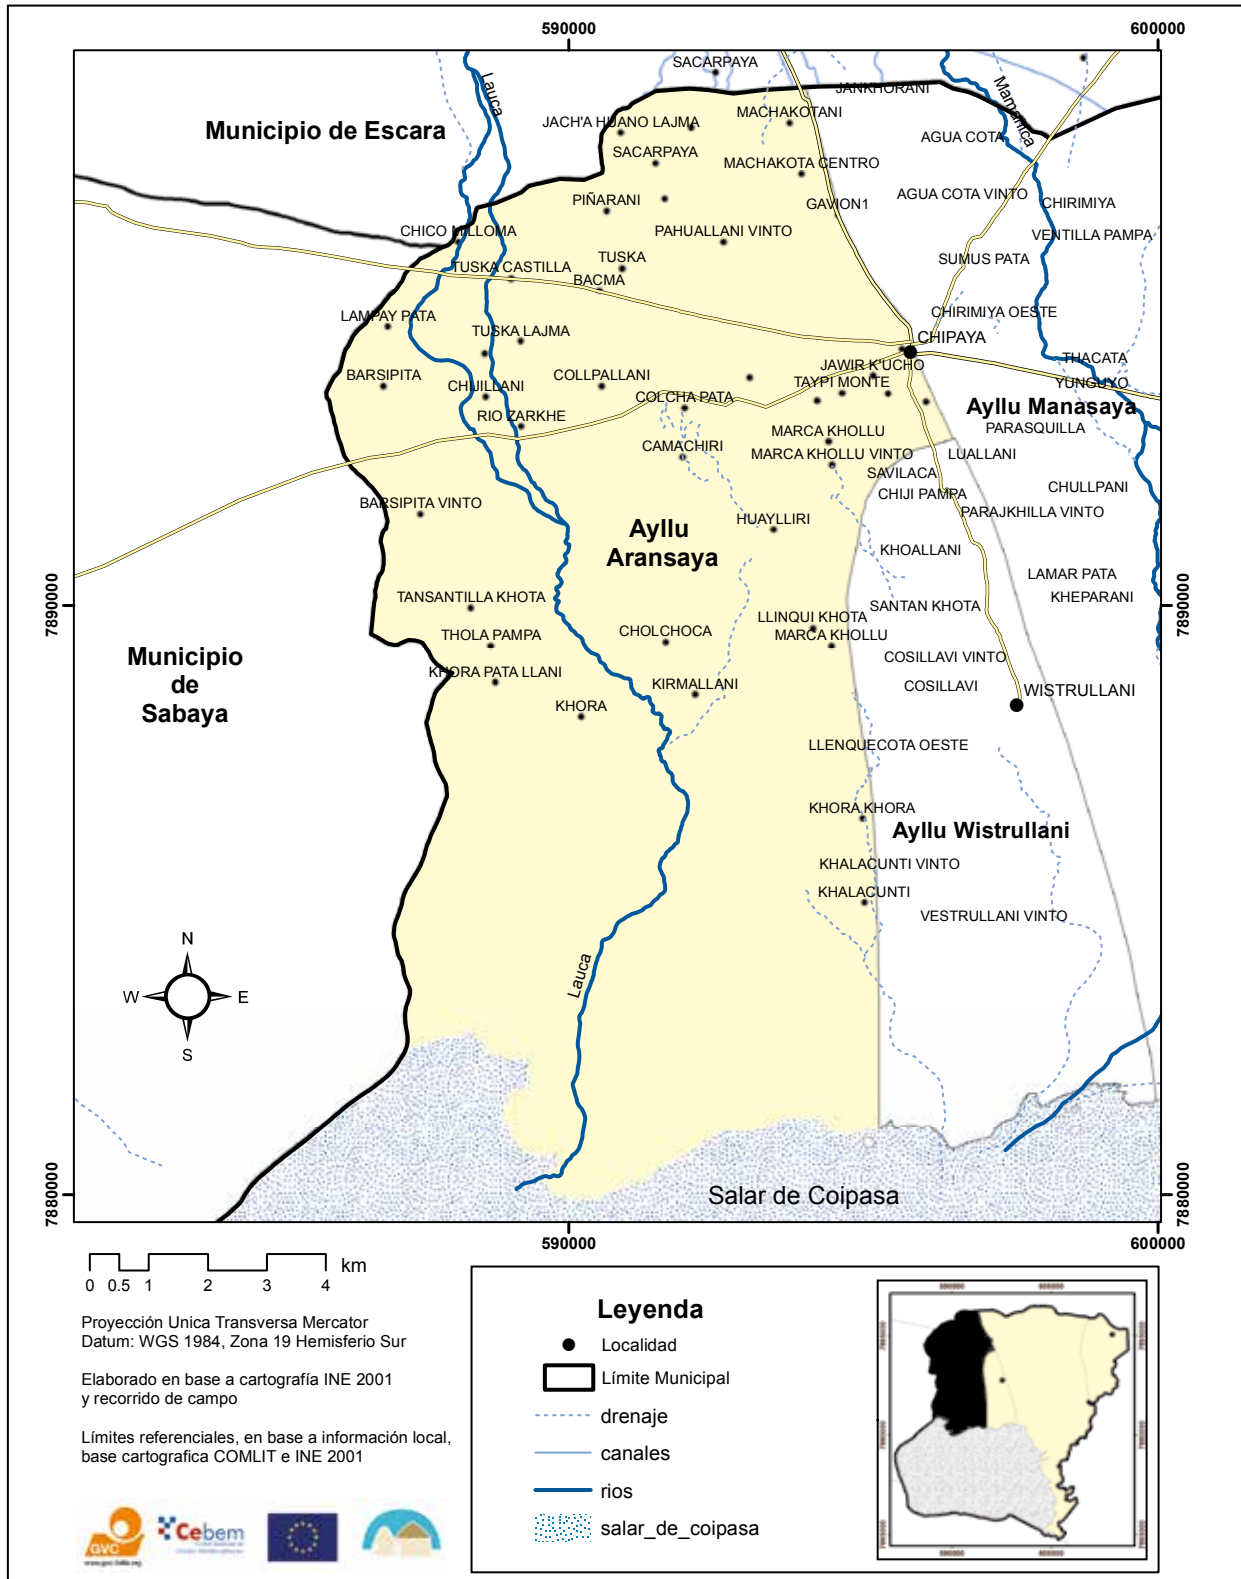 590000
600000
SACARPAYA
Lauca
JANKHORANI
Mamanica
Municipio de Escara
JACH'A HUANO LAJMA
MACHAKOTANI
AGUA COTA
SACARPAYA
MACHAKOTA CENTRO
AGUA COTA VINTO
PIÑARANI
GAVION1
CHIRIMIYA
CHICO MILLOMA
PAHUALLANI VINTO
VENTILLA PAMPA
TUSKA CASTILLA
TUSKA
SUMUS PATA
BACMA
LAMPAY PATA
CHIRIMIYA OESTE
TUSKA LAJMA
CHIPAYA
THACATA
BARSIPITA
CHIJILLANI
COLLPALLANI
JAWIR K'UCHO
TAYPI MONTE
YUNGUYO
COLCHA PATA
Ayllu Manasaya
RIO ZARKHE
MARCA KHOLLU
PARASQUILLA
CAMACHIRI
MARCA KHOLLU VINTO
LUALLANI
SAVILACA
CHIJI PAMPA
CHULLPANI
BARSIPITA VINTO
HUAYLLIRI
PARAJKHILLA VINTO
Ayllu
Aransaya
KHOALLANI
LAMAR PATA
TANSANTILLA KHOTA
KHEPARANI
7890000
7890000
SANTAN KHOTA
LLINQUI KHOTA
THOLA PAMPA
CHOLCHOCA
MARCA KHOLLU
Municipio
de
Sabaya
COSILLAVI VINTO
KHORA PATA LLANI
KIRMALLANI
COSILLAVI
WISTRULLANI
KHORA
LLENQUECOTA OESTE
KHORA KHORA
Ayllu Wistrullani
KHALACUNTI VINTO
KHALACUNTI
VESTRULLANI VINTO
N
W
E
S
Lauca
7880000
7880000
Salar de Coipasa
590000
600000
0 0.5 1 2 3 4 km
Proyección Unica Transversa Mercator
Datum: WGS 1984, Zona 19 Hemisferio Sur
Elaborado en base a cartografía INE 2001
y recorrido de campo
Límites referenciales, en base a información local,
base cartografica COMLIT e INE 2001
GVC
Cebem
Leyenda
Localidad
Límite Municipal
drenaje
canales
rios
salar_de_coipasa